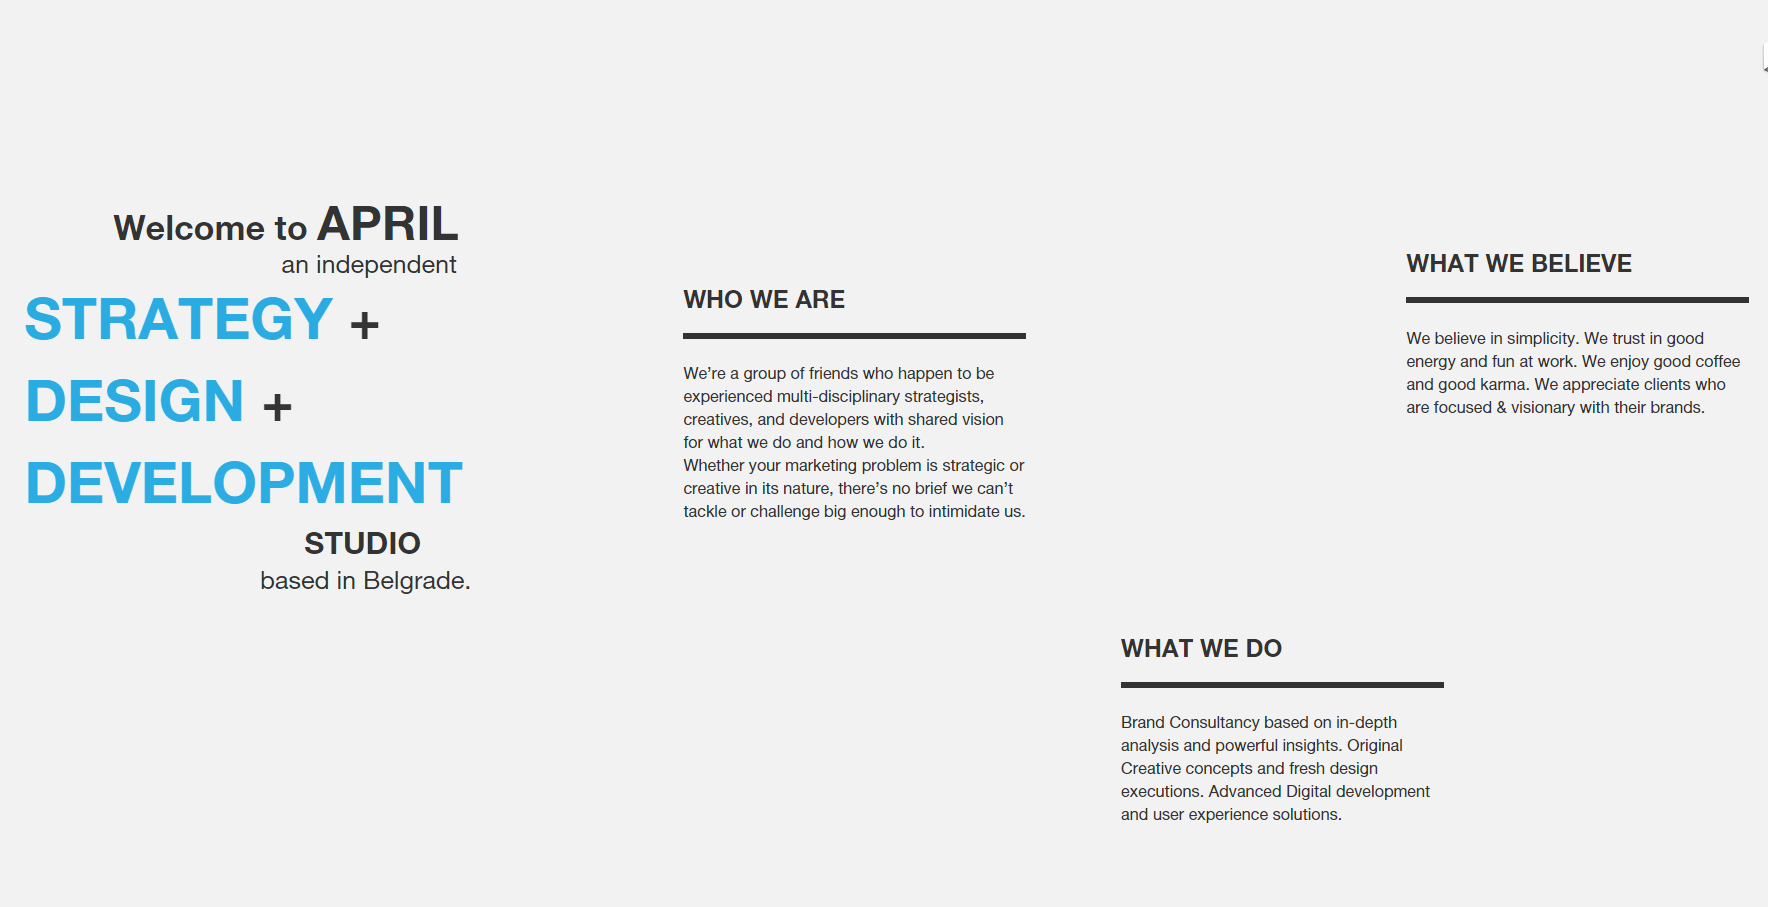 Welcome to APRIL
an independent
STRATEGY +
DESIGN +
DEVELOPMENT
STUDIO
based in Belgrade.
WHO WE ARE
We’re a group of friends who happen to be
experienced multi-disciplinary strategists,
creatives, and developers with shared vision
for what we do and how we do it.
Whether your marketing problem is strategic or
creative in its nature, there’s no brief we can’t
tackle or challenge big enough to intimidate us.
WHAT WE DO
Brand Consultancy based on in-depth
analysis and powerful insights. Original
Creative concepts and fresh design
executions. Advanced Digital development
and user experience solutions.
WHAT WE BELIEVE
We believe in simplicity. We trust in good
energy and fun at work. We enjoy good coffee
and good karma. We appreciate clients who
are focused & visionary with their brands.